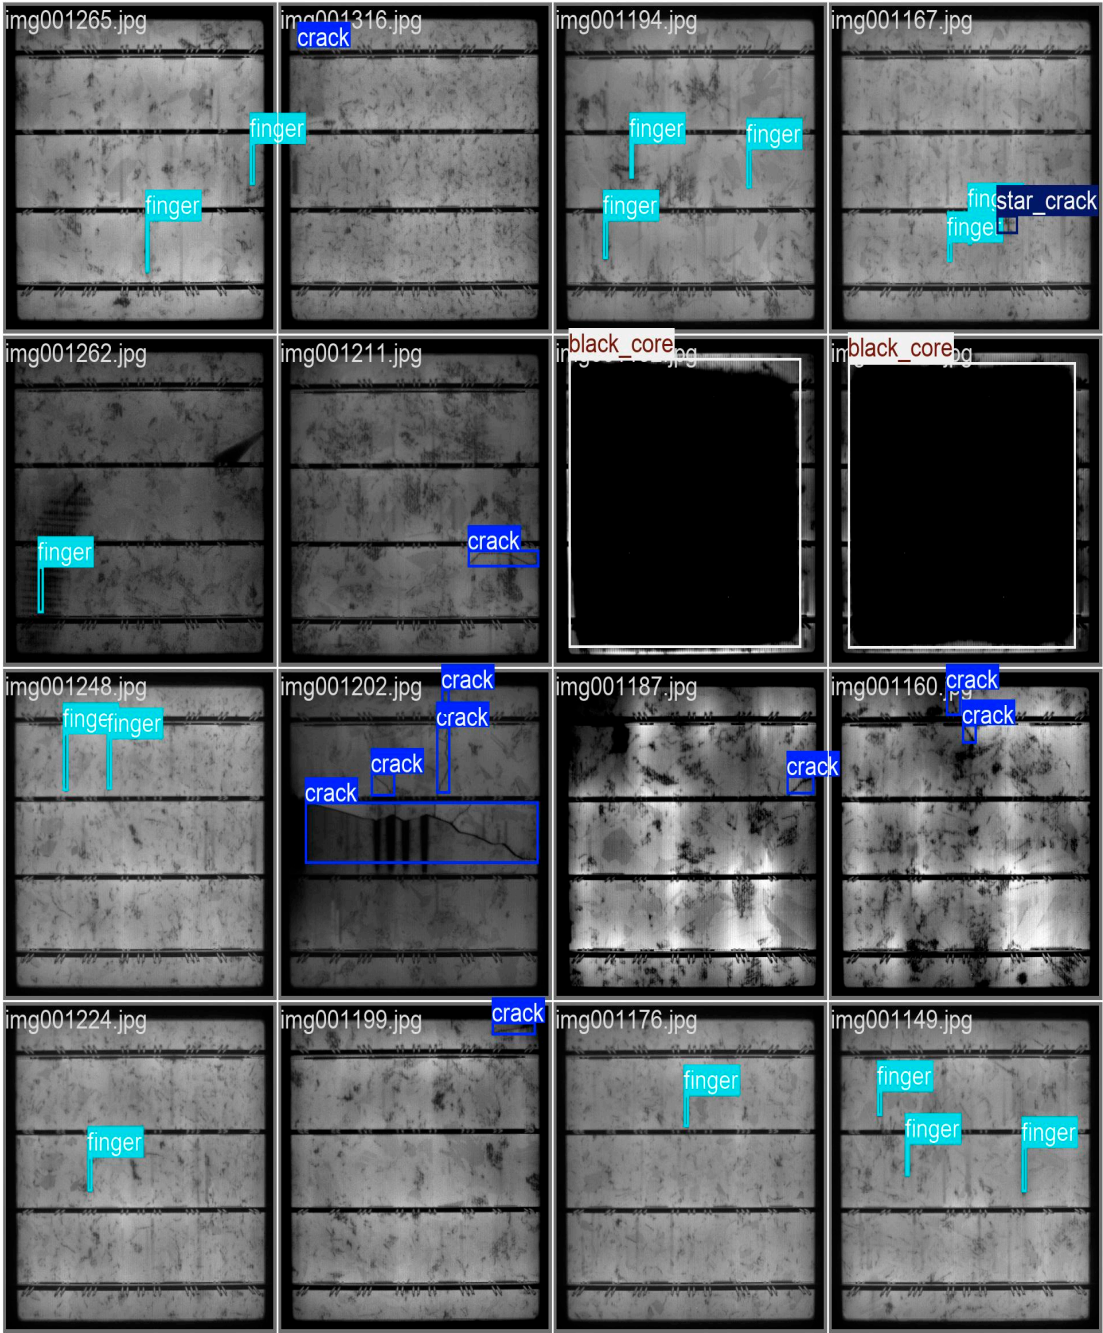 img001265.jpg
finger
finger
img001316.jpg
crack
img001194.jpg
finger
finger
finger
img001167.jpg
star_crack
img001262.jpg
finger
img001211.jpg
crack
black_core
black_core
img001248.jpg
finger
img001202.jpg
crack
crack
crack
crack
img001187.jpg
crack
img001160.jpg
crack
crack
img001224.jpg
finger
img001199.jpg
crack
img001176.jpg
finger
img001149.jpg
finger
finger
finger